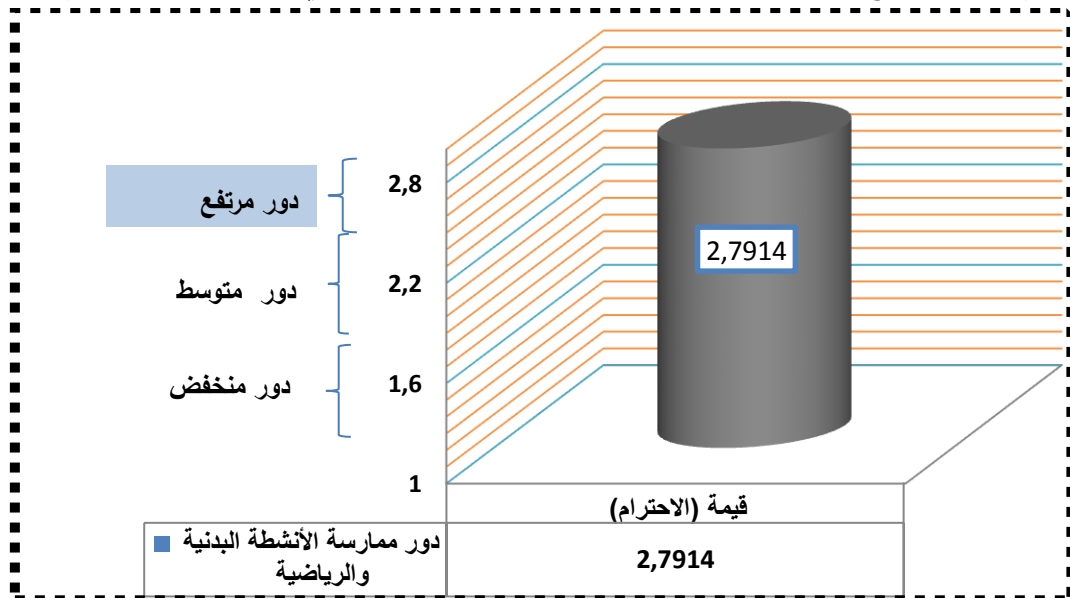 2,8
دور مرتفع
2,7914
2,2
دور متوسط
1,6
دور منخفض
1
قيمة (الاحترام)
دور ممارسة الأنشطة البدنية
والرياضية
2,7914